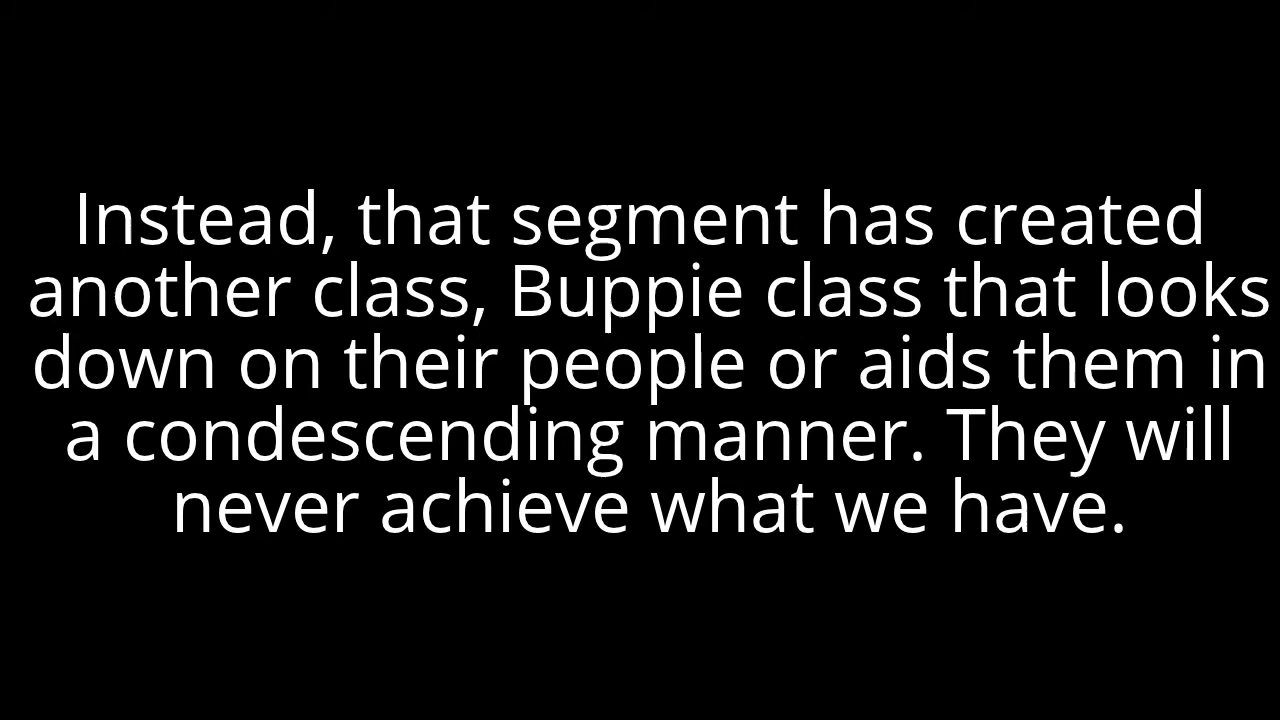 Instead, that segment has created
another class, Buppie class that looks
down on their people or aids them in
a condescending manner. They will
never achieve what we have.